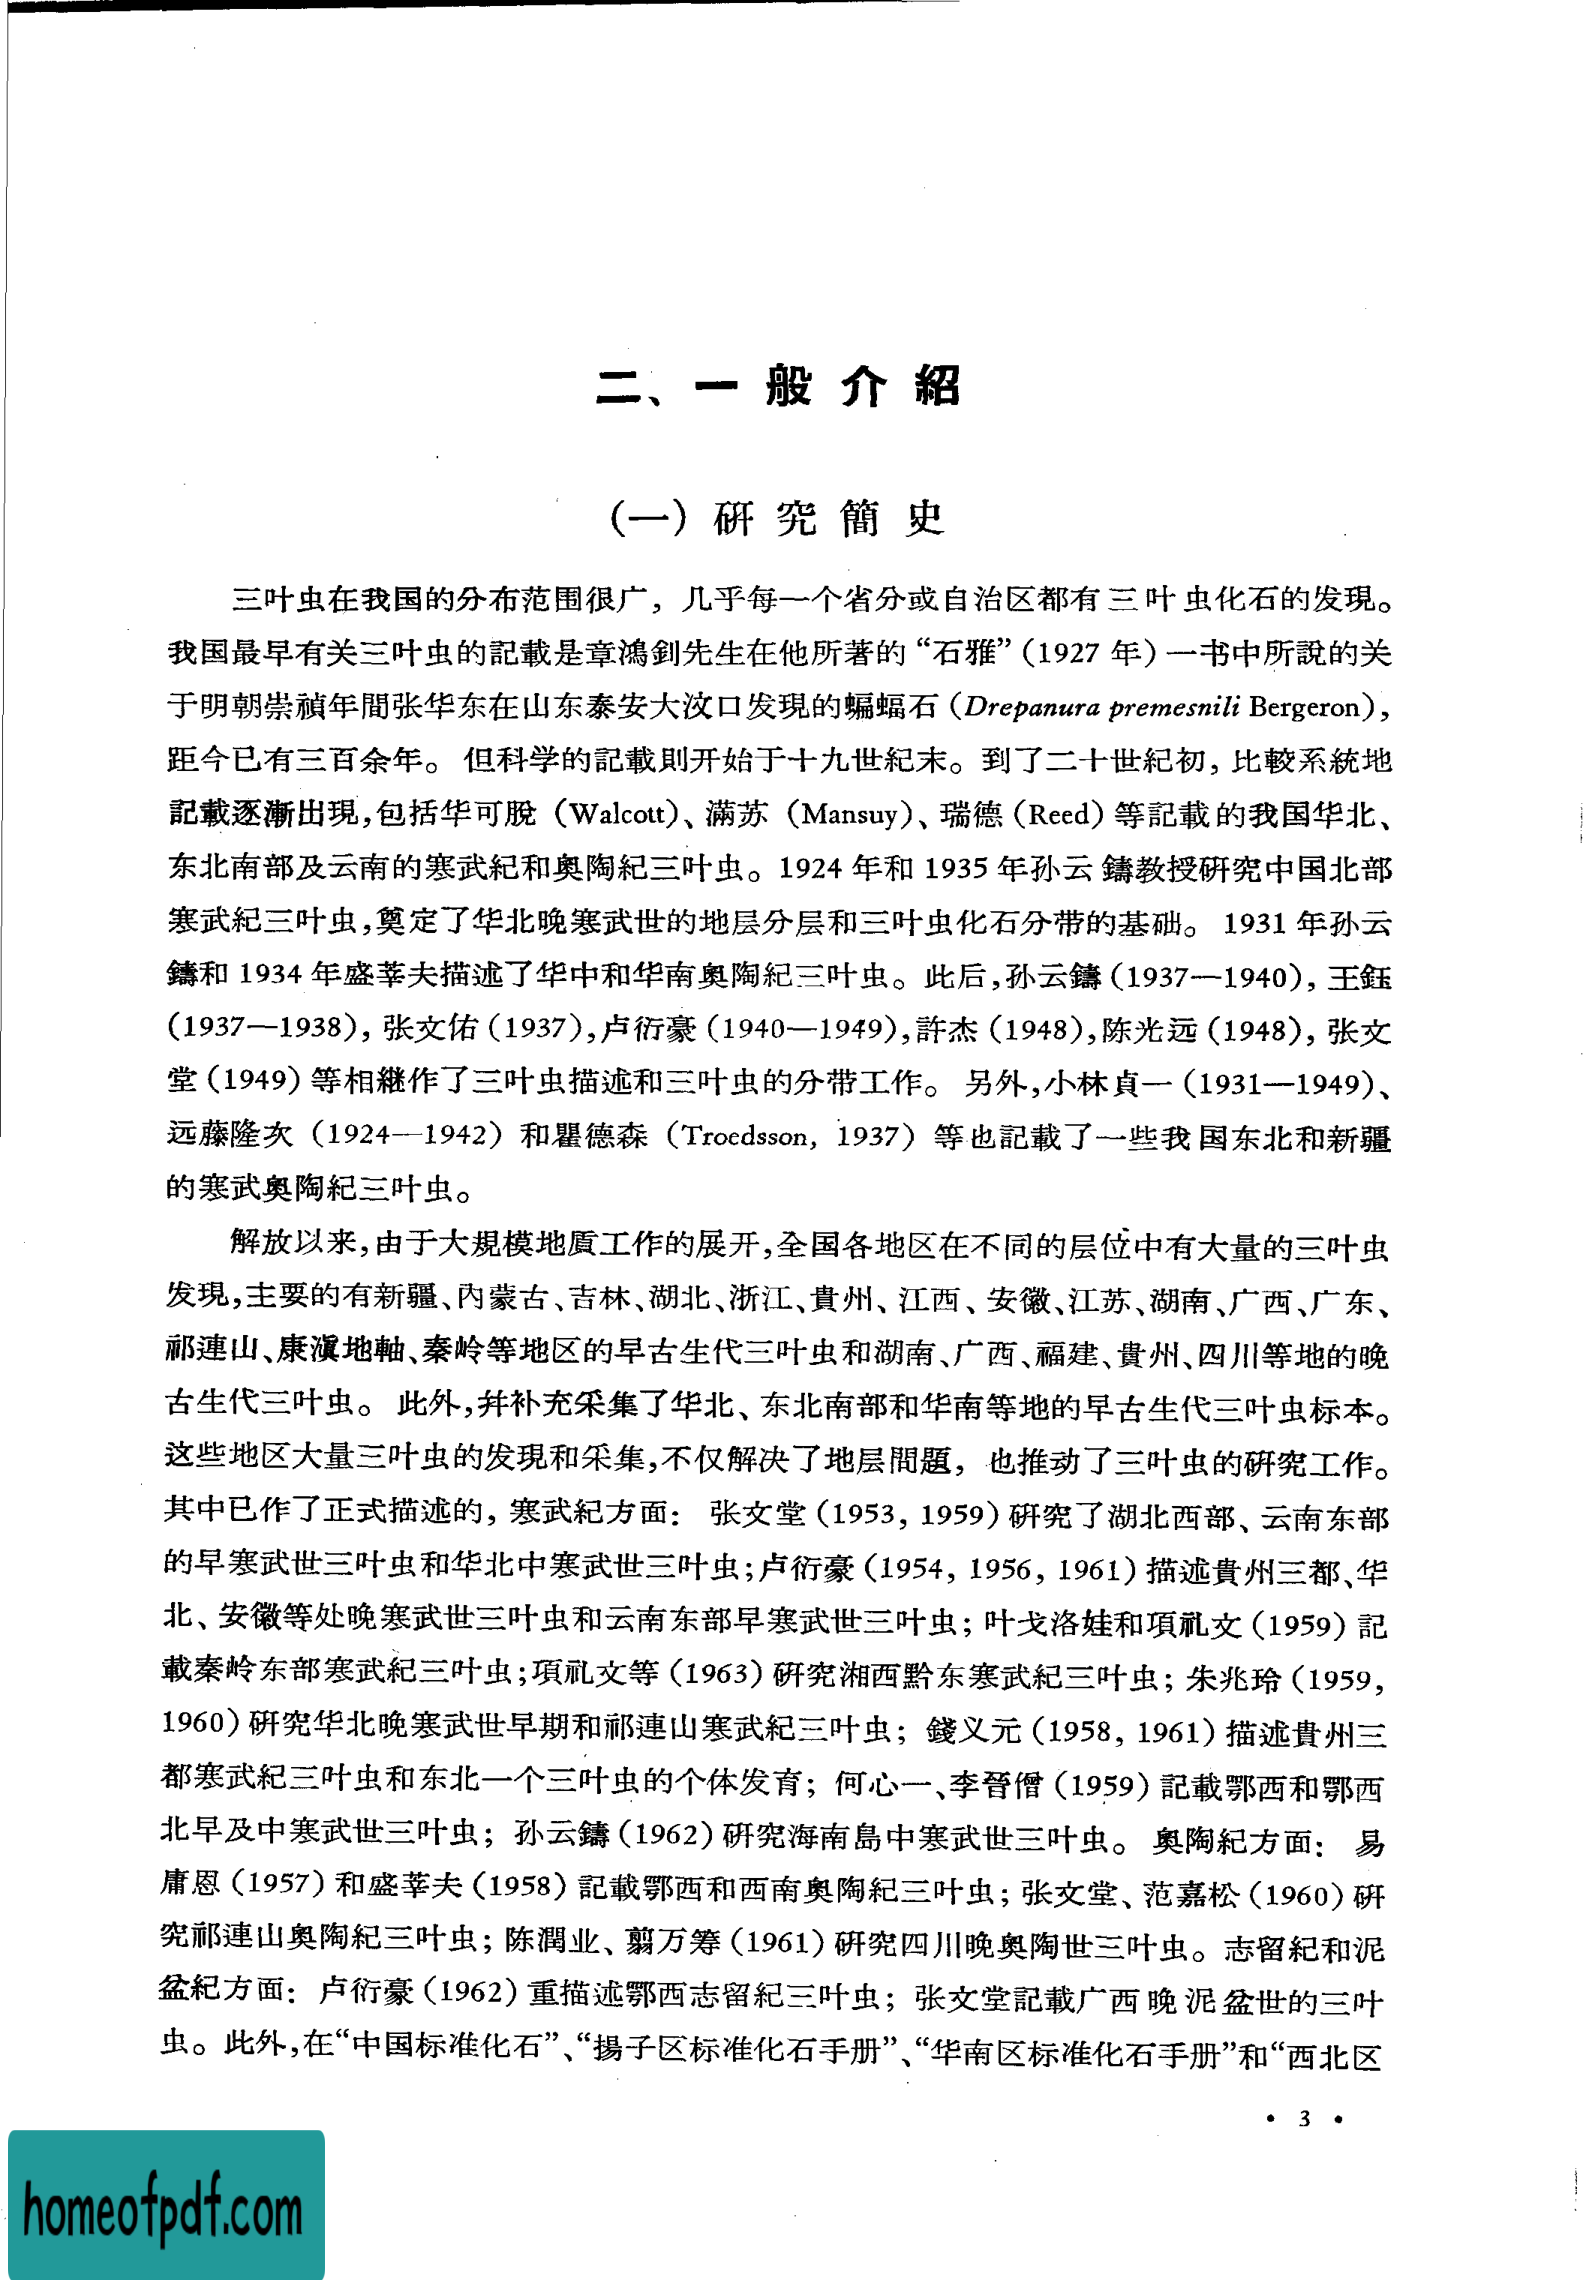 二、一般介紹
(一) 研究簡史
三叶虫在我国的分布范围很广，几乎每一个省分或自治区都有三叶虫化石的发現。
我国最早有关三叶虫的記載是章鴻釗先生在他所著的“石雅”(1927 年)一书中所說的关
于明朝崇禎年間张华东在山东泰安大汶口发現的蝙蝠石 (Drepanura premesnili Bergeron)，
距今已有三百余年。但科学的記載則开始于十九世紀末。到了二十世紀初，比較系統地
記載逐漸出現，包括华可脫 (Walcott)、滿苏 (Mansuy)、瑞德 (Reed) 等記載的我国华北、
东北南部及云南的寒武紀和奧陶紀三叶虫。1924 年和 1935 年孙云鑄教授研究中国北部
寒武紀三叶虫，奠定了华北晚寒武世的地层分层和三叶虫化石分带的基础。1931 年孙云
鑄和 1934 年盛莘夫描述了华中和华南奧陶紀三叶虫。此后，孙云鑄 (1937—1940)，王鈺
(1937—1938)，张文佑 (1937)，卢衍豪 (1940—1949)，許杰 (1948)，陈光远 (1948)，张文
堂 (1949) 等相継作了三叶虫描述和三叶虫的分带工作。另外，小林貞一 (1931—1949)、
远藤隆次 (1924—1942) 和瞿德森 (Troedsson, 1937) 等也記載了一些我国东北和新疆
的寒武奧陶紀三叶虫。
解放以来，由于大規模地质工作的展开，全国各地区在不同的层位中有大量的三叶虫
发現，主要的有新疆、內蒙古、吉林、湖北、浙江、貴州、江西、安徽、江苏、湖南、广西、广东、
祁連山、康滇地軸、秦岭等地区的早古生代三叶虫和湖南、广西、福建、貴州、四川等地的晚
古生代三叶虫。此外，幷补充采集了华北、东北南部和华南等地的早古生代三叶虫标本。
这些地区大量三叶虫的发現和采集，不仅解决了地层問題，也推动了三叶虫的研究工作。
其中已作了正式描述的，寒武紀方面：张文堂 (1953, 1959) 研究了湖北西部、云南东部
的早寒武世三叶虫和华北中寒武世三叶虫；卢衍豪 (1954, 1956, 1961) 描述貴州三都、华
北、安徽等处晚寒武世三叶虫和云南东部早寒武世三叶虫；叶戈洛娃和項礼文 (1959) 記
載秦岭东部寒武紀三叶虫；項礼文等 (1963) 研究湘西黔东寒武紀三叶虫；朱兆玲 (1959,
1960) 研究华北晚寒武世早期和祁連山寒武紀三叶虫；錢义元 (1958, 1961) 描述貴州三
都寒武紀三叶虫和东北一个三叶虫的个体发育；何心一、李晉僧 (1959) 記載鄂西和鄂西
北早及中寒武世三叶虫；孙云鑄 (1962) 研究海南島中寒武世三叶虫。奧陶紀方面：易
庸恩 (1957) 和盛莘夫 (1958) 記載鄂西和西南奧陶紀三叶虫；张文堂、范嘉松 (1960) 研
究祁連山奧陶紀三叶虫；陈潤业、翦万筹 (1961) 研究四川晚奧陶世三叶虫。志留紀和泥
盆紀方面：卢衍豪 (1962) 重描述鄂西志留紀三叶虫；张文堂記載广西晚泥盆世的三叶
虫。此外，在“中国标准化石”、“揚子区标准化石手册”、“华南区标准化石手册”和“西北区
• 3 •
homeofpdf.com